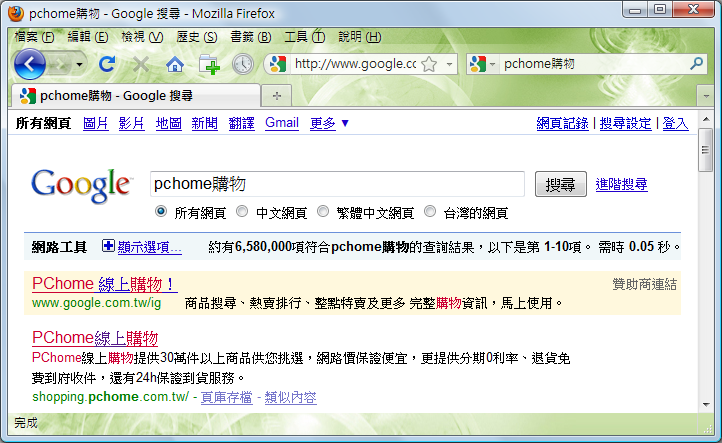 pchome購物 - Google 搜尋 - Mozilla Firefox
檔案(F) 編輯(E) 檢視(V) 歷史(S) 書籤(B) 工具(T) 說明(H)
http://www.google.cc pchome購物
pchome購物 - Google 搜尋
所有網頁 圖片 影片 地圖 新聞 翻譯 Gmail 更多 ▼ 網頁記錄 | 搜尋設定 | 登入
Google pchome購物 搜尋 進階搜尋
所有網頁 中文網頁 繁體中文網頁 台灣的網頁
網路工具 顯示選項... 約有6,580,000項符合pchome購物的查詢結果，以下是第 1-10項。 需時 0.05 秒。
PChome 線上購物！ 贊助商連結
www.google.com.tw/ig 商品搜尋、熱賣排行、整點特賣及更多 完整購物資訊，馬上使用。
PChome線上購物
PChome線上購物提供30萬件以上商品供您挑選，網路價保證便宜，更提供分期0利率、退貨免
費到府收件，還有24h保證到貨服務。
shopping.pchome.com.tw/ - 頁庫存檔 - 類似內容
完成